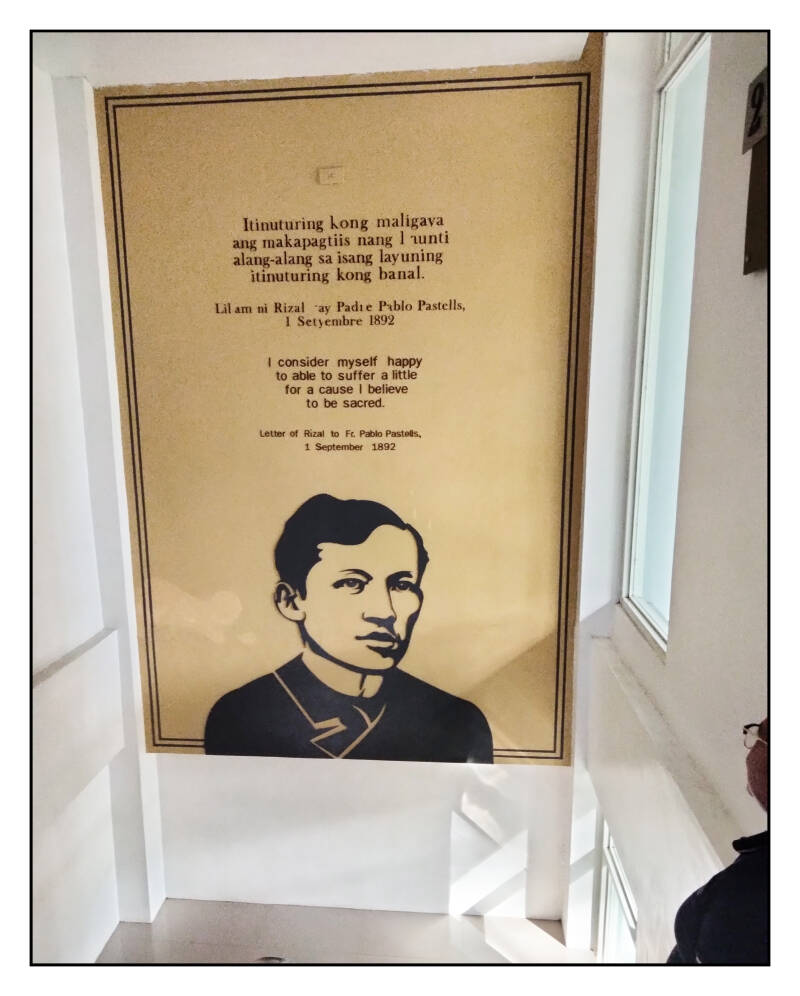 Itinuturing kong maligaya
ang makapagtiis nang
alang-alang sa isang layuning
itinuturing kong banal.
ni Rizal Padre Pablo Pastells,
1 Setyembre 1892
I consider myself happy
to able to suffer a little
for a cause I believe
to be sacred.
Letter of Rizal to Fr. Pablo Pastells,
1 September 1892
2